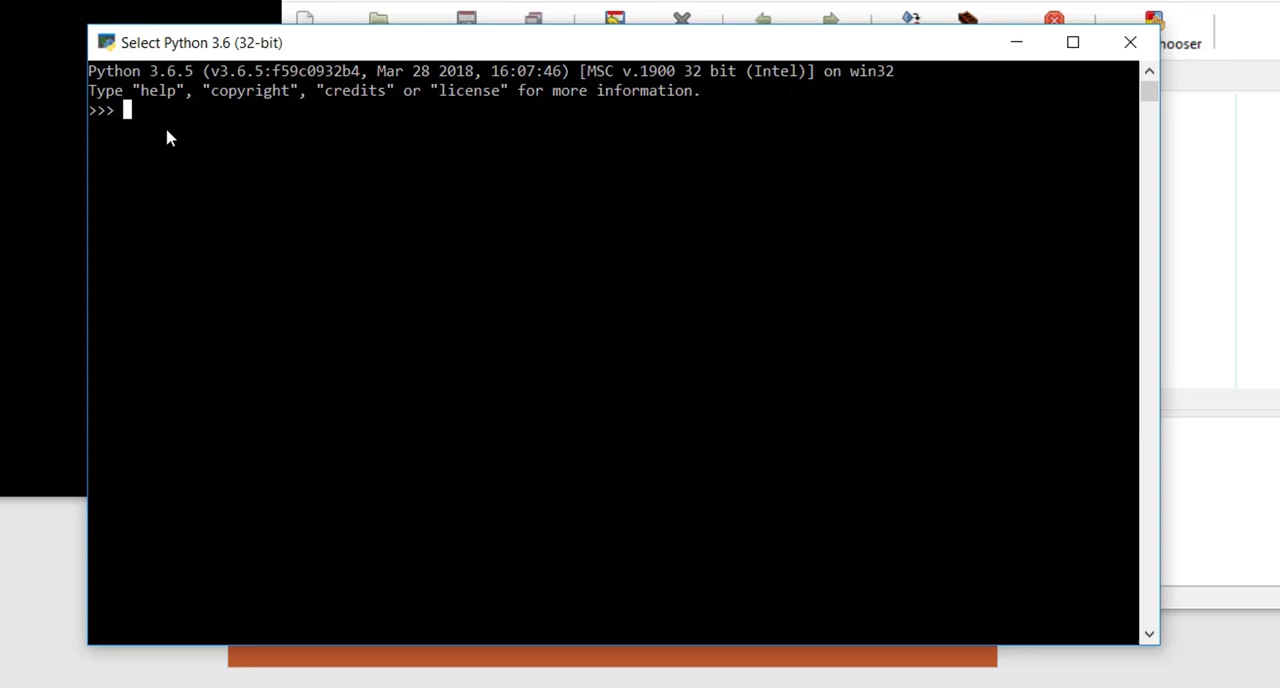 hooser
Select Python 3.6 (32-bit)
Python 3.6.5 (v3.6.5:f59c0932b4, Mar 28 2018, 16:07:46) [MSC v.1900 32 bit (Intel)] on win32
Type "help", "copyright", "credits" or "license" for more information.
>>>